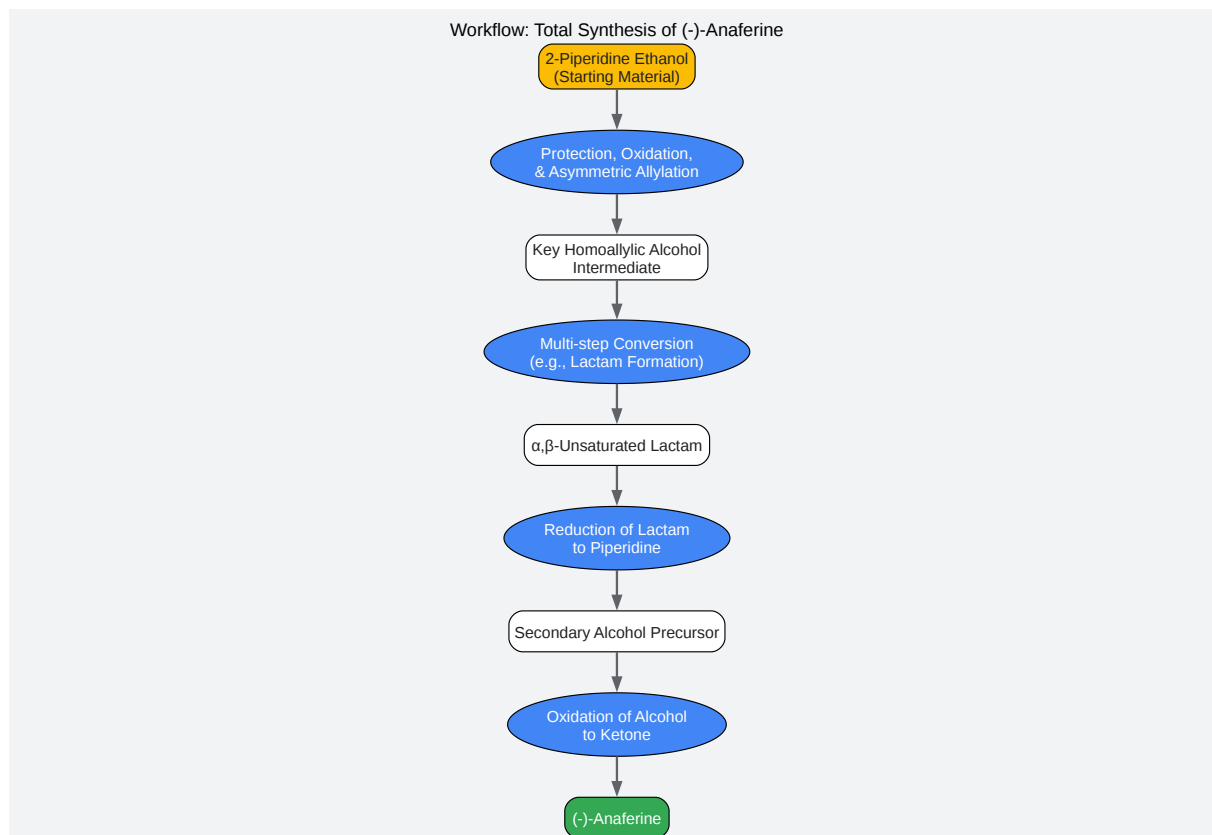 Workflow: Total Synthesis of (-)-Anaferine
2-Piperidine Ethanol
(Starting Material)
Protection, Oxidation,
& Asymmetric Allylation
Key Homoallylic Alcohol
Intermediate
Multi-step Conversion
(e.g., Lactam Formation)
α,β-Unsaturated Lactam
Reduction of Lactam
to Piperidine
Secondary Alcohol Precursor
Oxidation of Alcohol
to Ketone
(-)-Anaferine